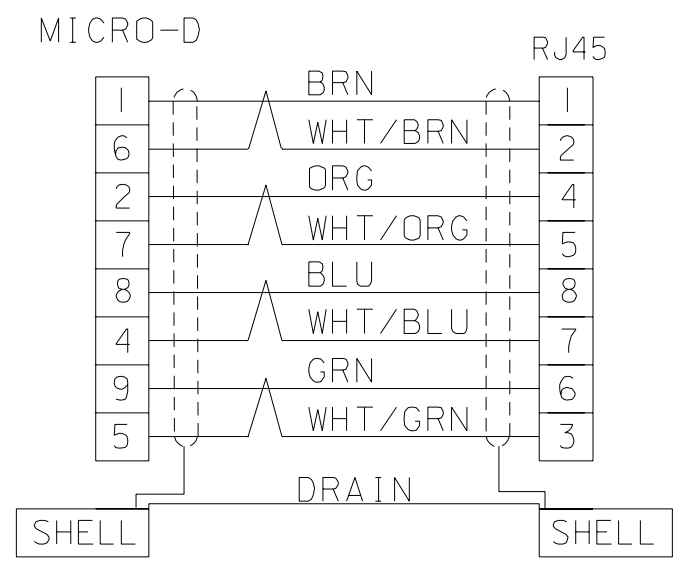 MICRO-D
RJ45
1 BRN 1
6 WHT/BRN 2
2 ORG 4
7 WHT/ORG 5
8 BLU 8
4 WHT/BLU 7
9 GRN 6
5 WHT/GRN 3
DRAIN
SHELL SHELL